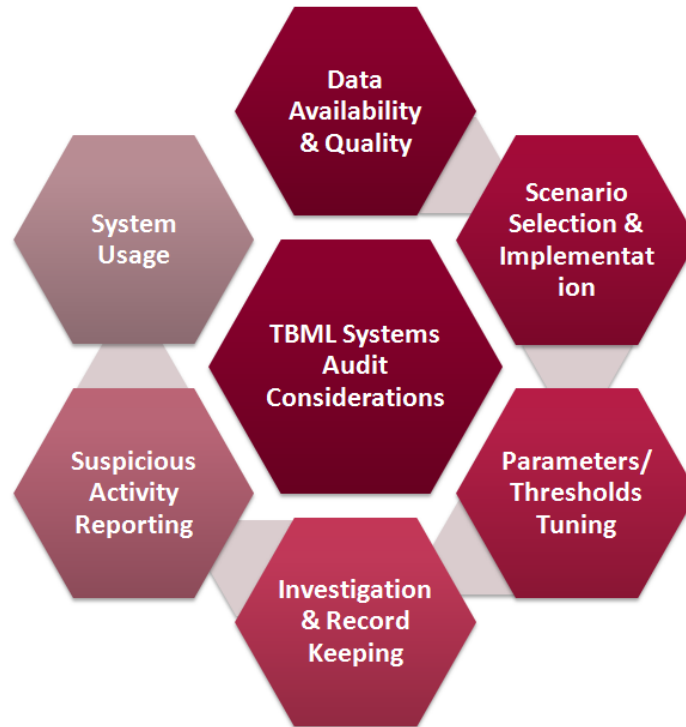 Data
Availability
& Quality
Scenario
Selection &
Implementat
ion
Parameters/
Thresholds
Tuning
Investigation
& Record
Keeping
Suspicious
Activity
Reporting
System
Usage
TBML Systems
Audit
Considerations